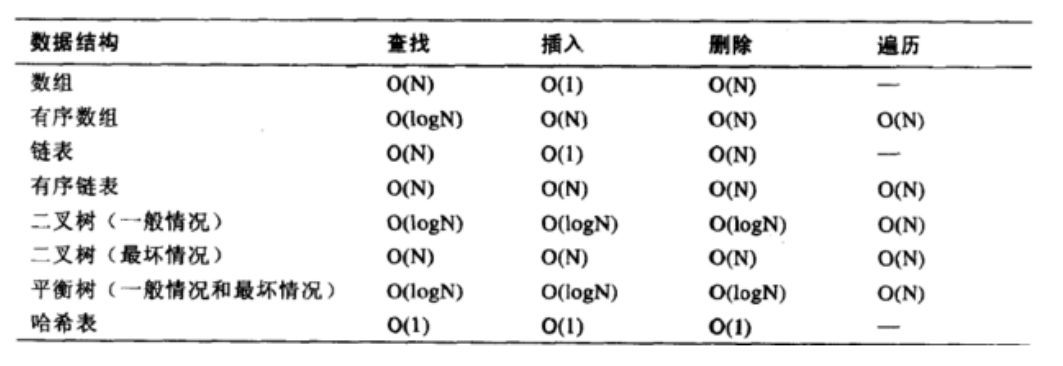 数据结构 查找 插入 删除 遍历
数组 O(N) O(1) O(N) —
有序数组 O(logN) O(N) O(N) O(N)
链表 O(N) O(1) O(N) —
有序链表 O(N) O(N) O(N) O(N)
二叉树（一般情况） O(logN) O(logN) O(logN) O(N)
二叉树（最坏情况） O(N) O(N) O(N) O(N)
平衡树（一般情况和最坏情况） O(logN) O(logN) O(logN) O(N)
哈希表 O(1) O(1) O(1) —